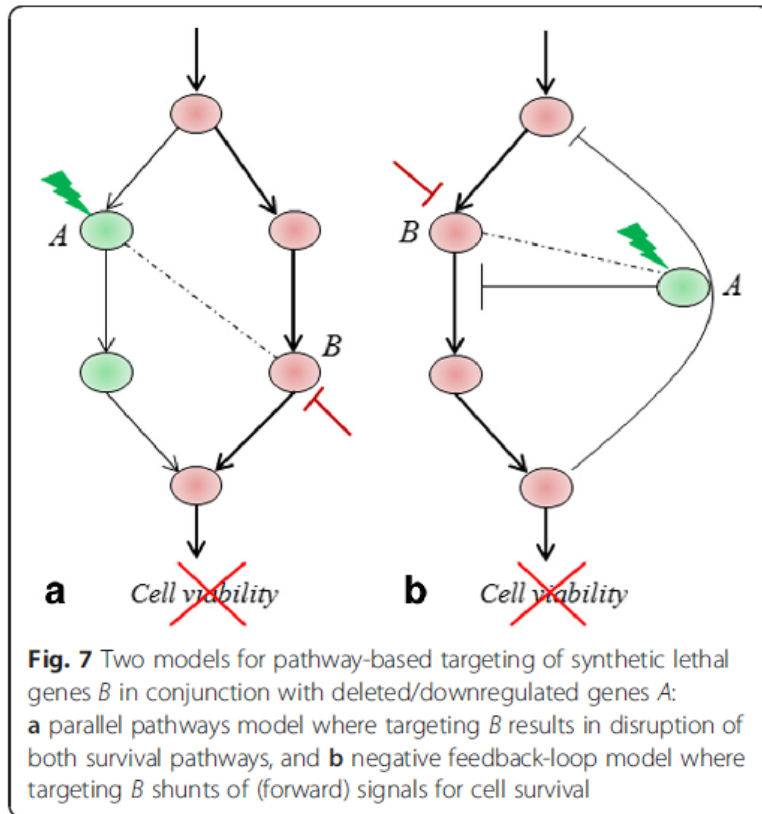 A
B
B
A
a
Cell viability
b
Cell viability
Fig. 7 Two models for pathway-based targeting of synthetic lethal
genes B in conjunction with deleted/downregulated genes A:
a parallel pathways model where targeting B results in disruption of
both survival pathways, and b negative feedback-loop model where
targeting B shunts of (forward) signals for cell survival